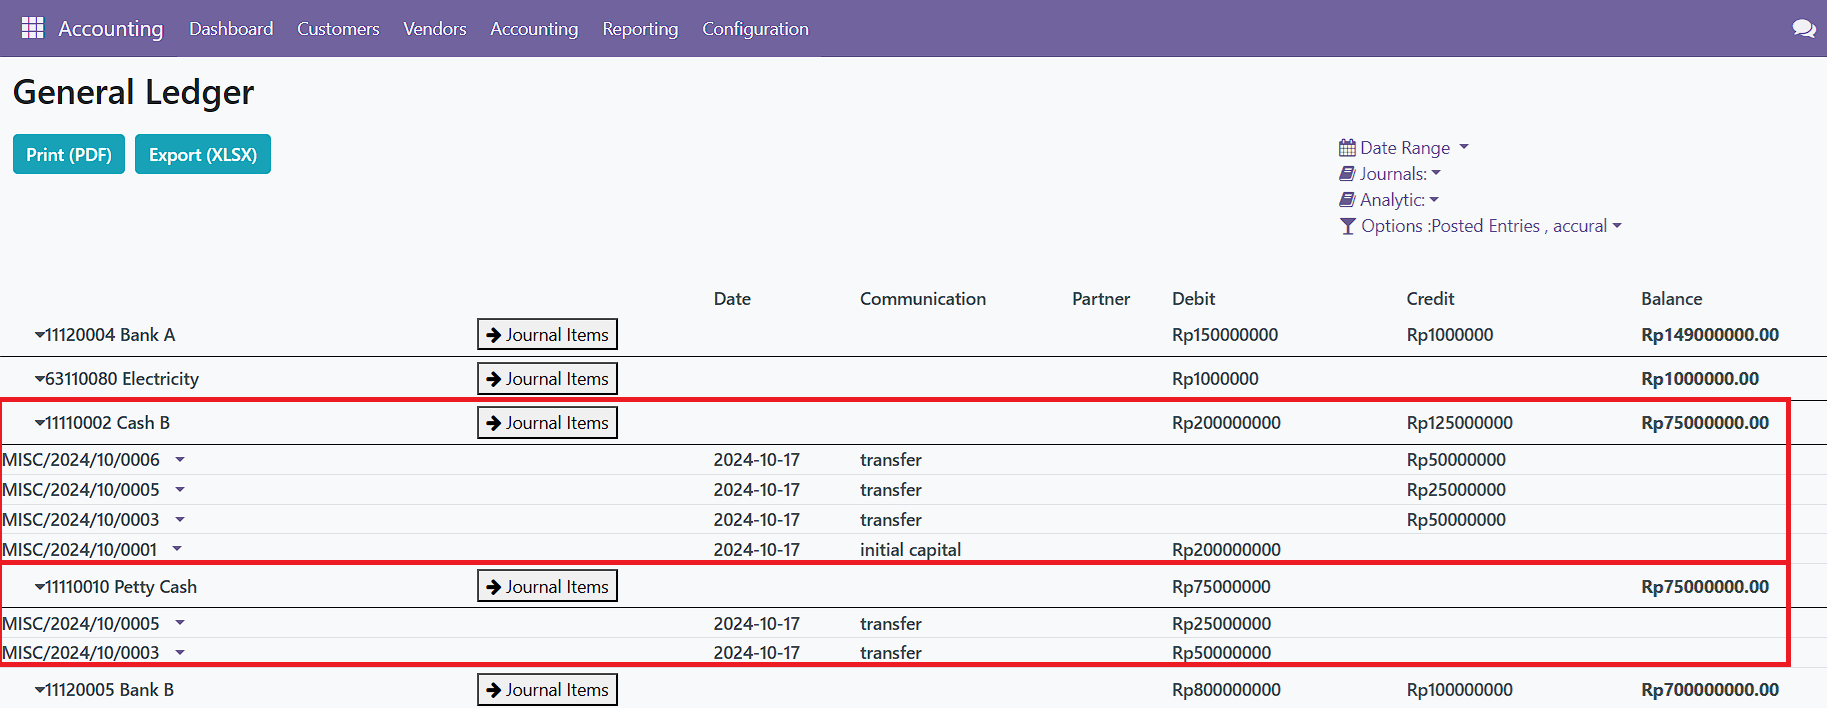 Accounting Dashboard Customers Vendors Accounting Reporting Configuration
General Ledger
Print (PDF) Export (XLSX)
Date Range
Journals:
Analytic:
Options :Posted Entries , accural
Date Communication Partner Debit Credit Balance
11120004 Bank A Journal Items Rp150000000 Rp1000000 Rp149000000.00
63110080 Electricity Journal Items Rp1000000 Rp1000000.00
11110002 Cash B Journal Items Rp200000000 Rp125000000 Rp75000000.00
MISC/2024/10/0006 2024-10-17 transfer Rp50000000
MISC/2024/10/0005 2024-10-17 transfer Rp25000000
MISC/2024/10/0003 2024-10-17 transfer Rp50000000
MISC/2024/10/0001 2024-10-17 initial capital Rp200000000
11110010 Petty Cash Journal Items Rp75000000 Rp75000000.00
MISC/2024/10/0005 2024-10-17 transfer Rp25000000
MISC/2024/10/0003 2024-10-17 transfer Rp50000000
11120005 Bank B Journal Items Rp800000000 Rp100000000 Rp700000000.00